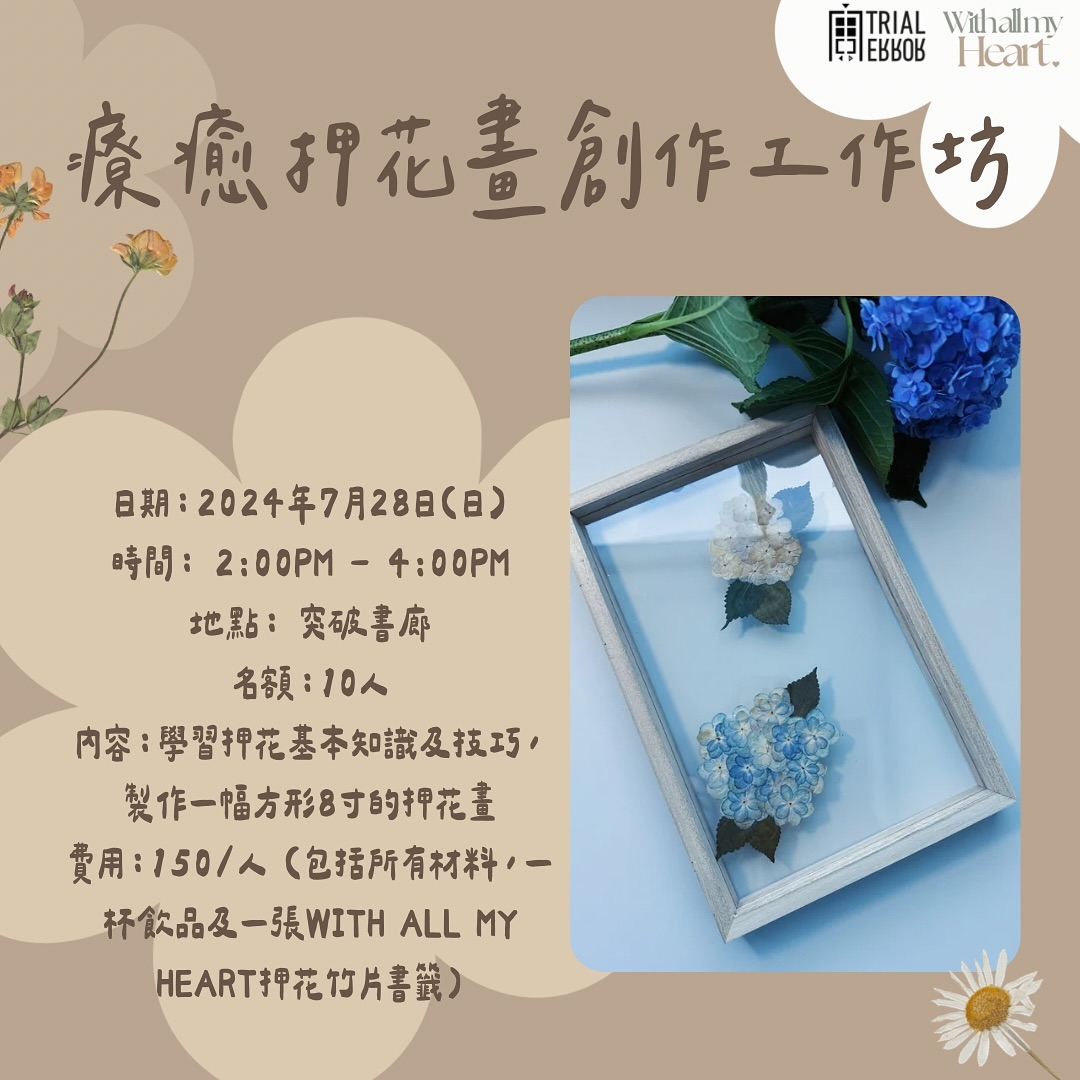 TRIAL
ERROR
With all my
Heart.
療癒押花畫創作工作坊
日期:2024年7月28日(日)
時間: 2:00PM - 4:00PM
地點: 突破書廊
名額:10人
內容:學習押花基本知識及技巧,
製作一幅方形8寸的押花畫
費用:150/人 (包括所有材料,一
杯飲品及一張WITH ALL MY
HEART押花竹片書籤)